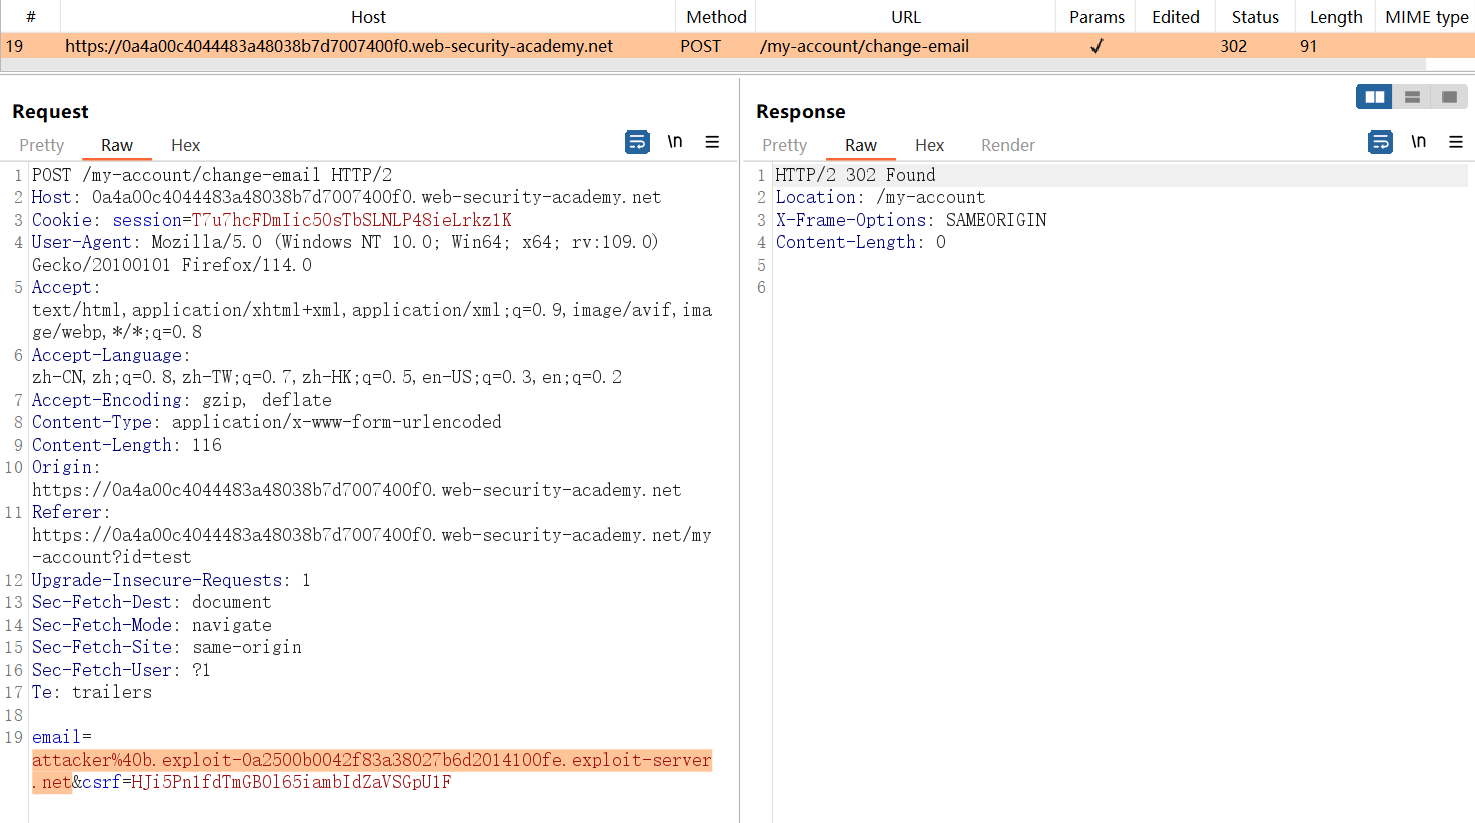 # Host Method URL Params Edited Status Length MIME type
19 https://0a4a00c4044483a48038b7d7007400f0.web-security-academy.net POST /my-account/change-email ✓ 302 91
Request
Pretty Raw Hex \n
1 POST /my-account/change-email HTTP/2
2 Host: 0a4a00c4044483a48038b7d7007400f0.web-security-academy.net
3 Cookie: session=T7u7hcFDmIic5OsTbSLNLP48ieLrkz1K
4 User-Agent: Mozilla/5.0 (Windows NT 10.0; Win64; x64; rv:109.0)
Gecko/20100101 Firefox/114.0
5 Accept:
text/html,application/xhtml+xml,application/xml;q=0.9,image/avif,ima
ge/webp,*/*;q=0.8
6 Accept-Language:
zh-CN,zh;q=0.8,zh-TW;q=0.7,zh-HK;q=0.5,en-US;q=0.3,en;q=0.2
7 Accept-Encoding: gzip, deflate
8 Content-Type: application/x-www-form-urlencoded
9 Content-Length: 116
10 Origin:
https://0a4a00c4044483a48038b7d7007400f0.web-security-academy.net
11 Referer:
https://0a4a00c4044483a48038b7d7007400f0.web-security-academy.net/my
-account?id=test
12 Upgrade-Insecure-Requests: 1
13 Sec-Fetch-Dest: document
14 Sec-Fetch-Mode: navigate
15 Sec-Fetch-Site: same-origin
16 Sec-Fetch-User: ?1
17 Te: trailers
18
19 email=
attacker%40b.exploit-0a2500b0042f83a38027b6d2014100fe.exploit-server
.net&csrf=HJi5Pn1fdTmGB0l65iambIdZaVSGpU1F
Response
Pretty Raw Hex Render \n
1 HTTP/2 302 Found
2 Location: /my-account
3 X-Frame-Options: SAMEORIGIN
4 Content-Length: 0
5
6